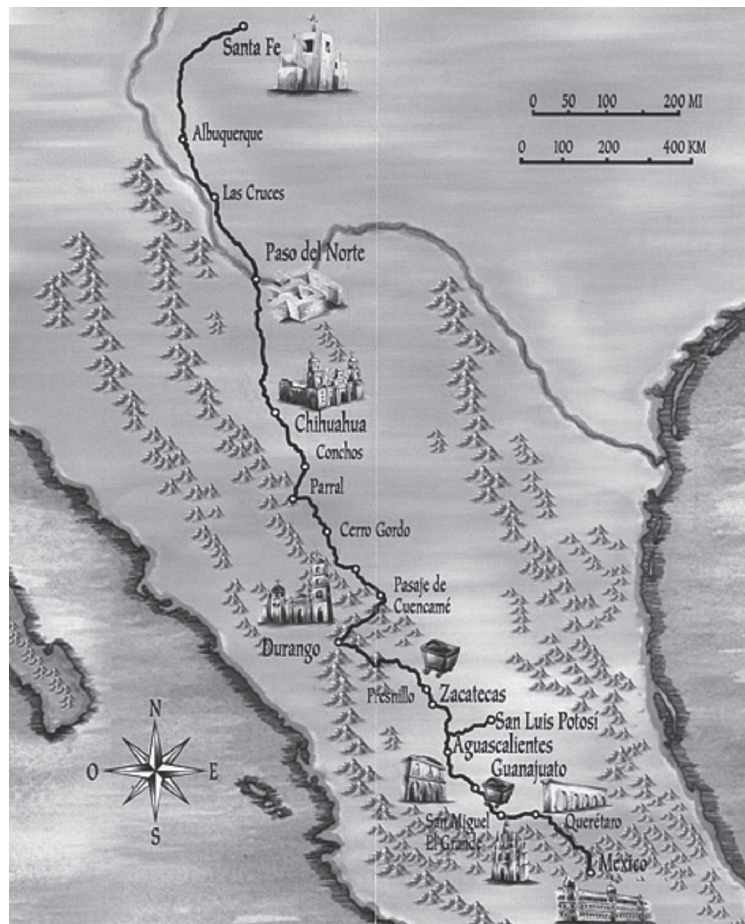 Santa Fe
0 50 100 200 MI
0 100 200 400 KM
Albuquerque
Las Cruces
Paso del Norte
Chihuahua
Conchos
Parral
Cerro Gordo
Pasaje de
Cuencamé
Durango
Fresnillo
Zacatecas
San Luis Potosí
Aguascalientes
Guanajuato
N
O E
S
San Miguel
El Grande
Querétaro
México